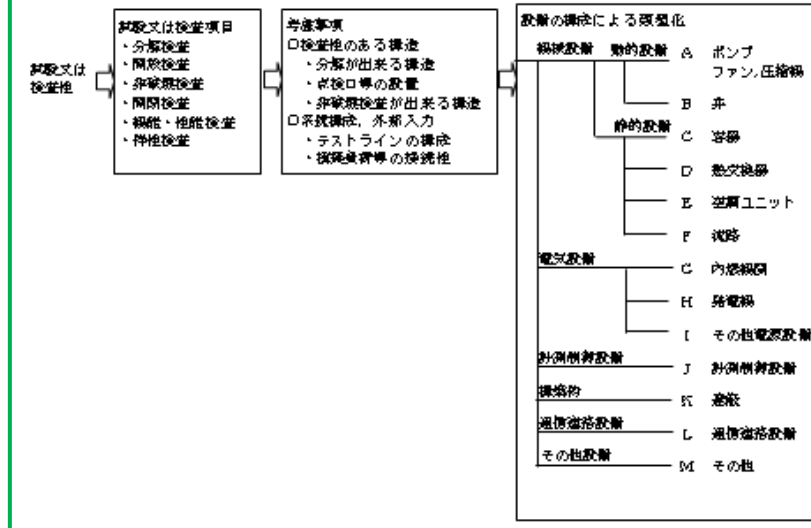 試験又は
検査性
試験又は検査項目
・分解検査
・開放検査
・非破壊検査
・開閉検査
・機能・性能検査
・特性検査
考慮事項
□検査性のある構造
・分解が出来る構造
・点検口等の設置
・非破壊検査が出来る構造
□系統構成，外部入力
・テストラインの構成
・模擬負荷等の接続性
設備の構成による類型化
機械設備 動的設備 A ポンプ
ファン,圧縮機
B 弁
静的設備 C 容器
D 熱交換器
E 空調ユニット
F 流路
電気設備 G 内燃機関
H 発電機
I その他電源設備
計測制御設備 J 計測制御設備
構築物 K 遮蔽
通信連絡設備 L 通信連絡設備
その他設備 M その他